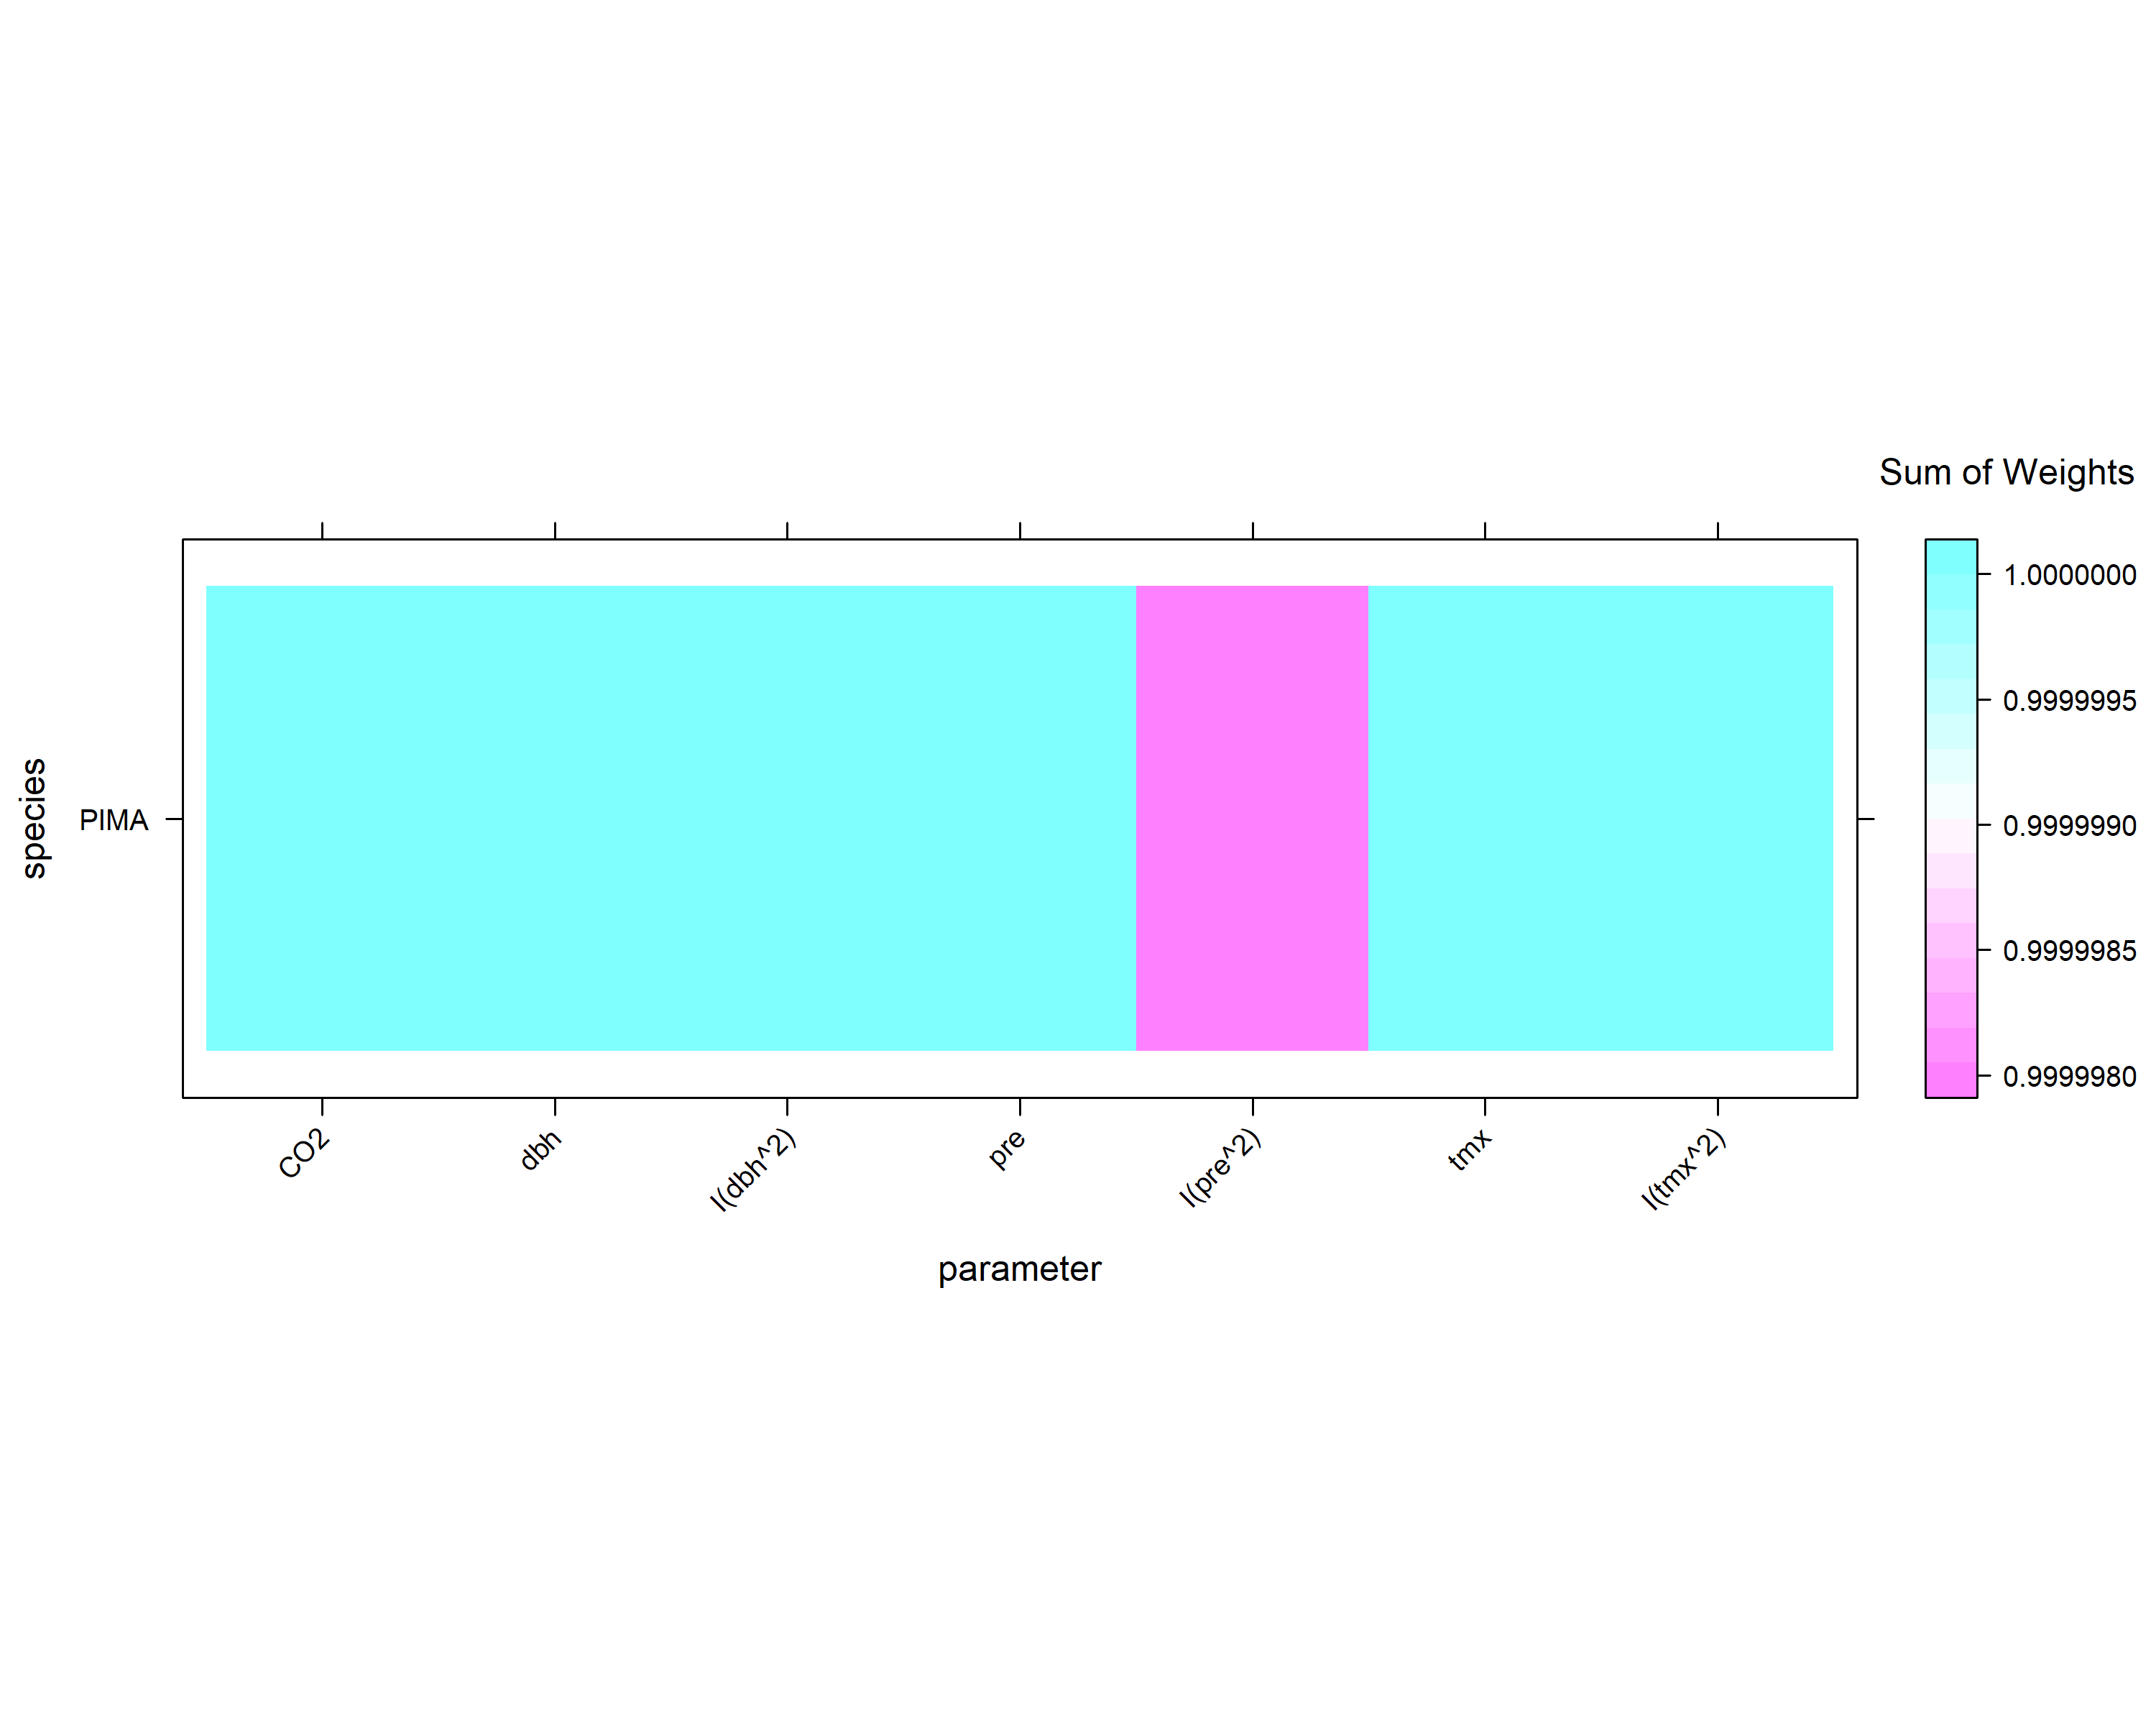 Sum of Weights
1.0000000
0.9999995
0.9999990
0.9999985
0.9999980
species
PIMA
CO2
dbh
I(dbh^2)
pre
I(pre^2)
tmx
I(tmx^2)
parameter